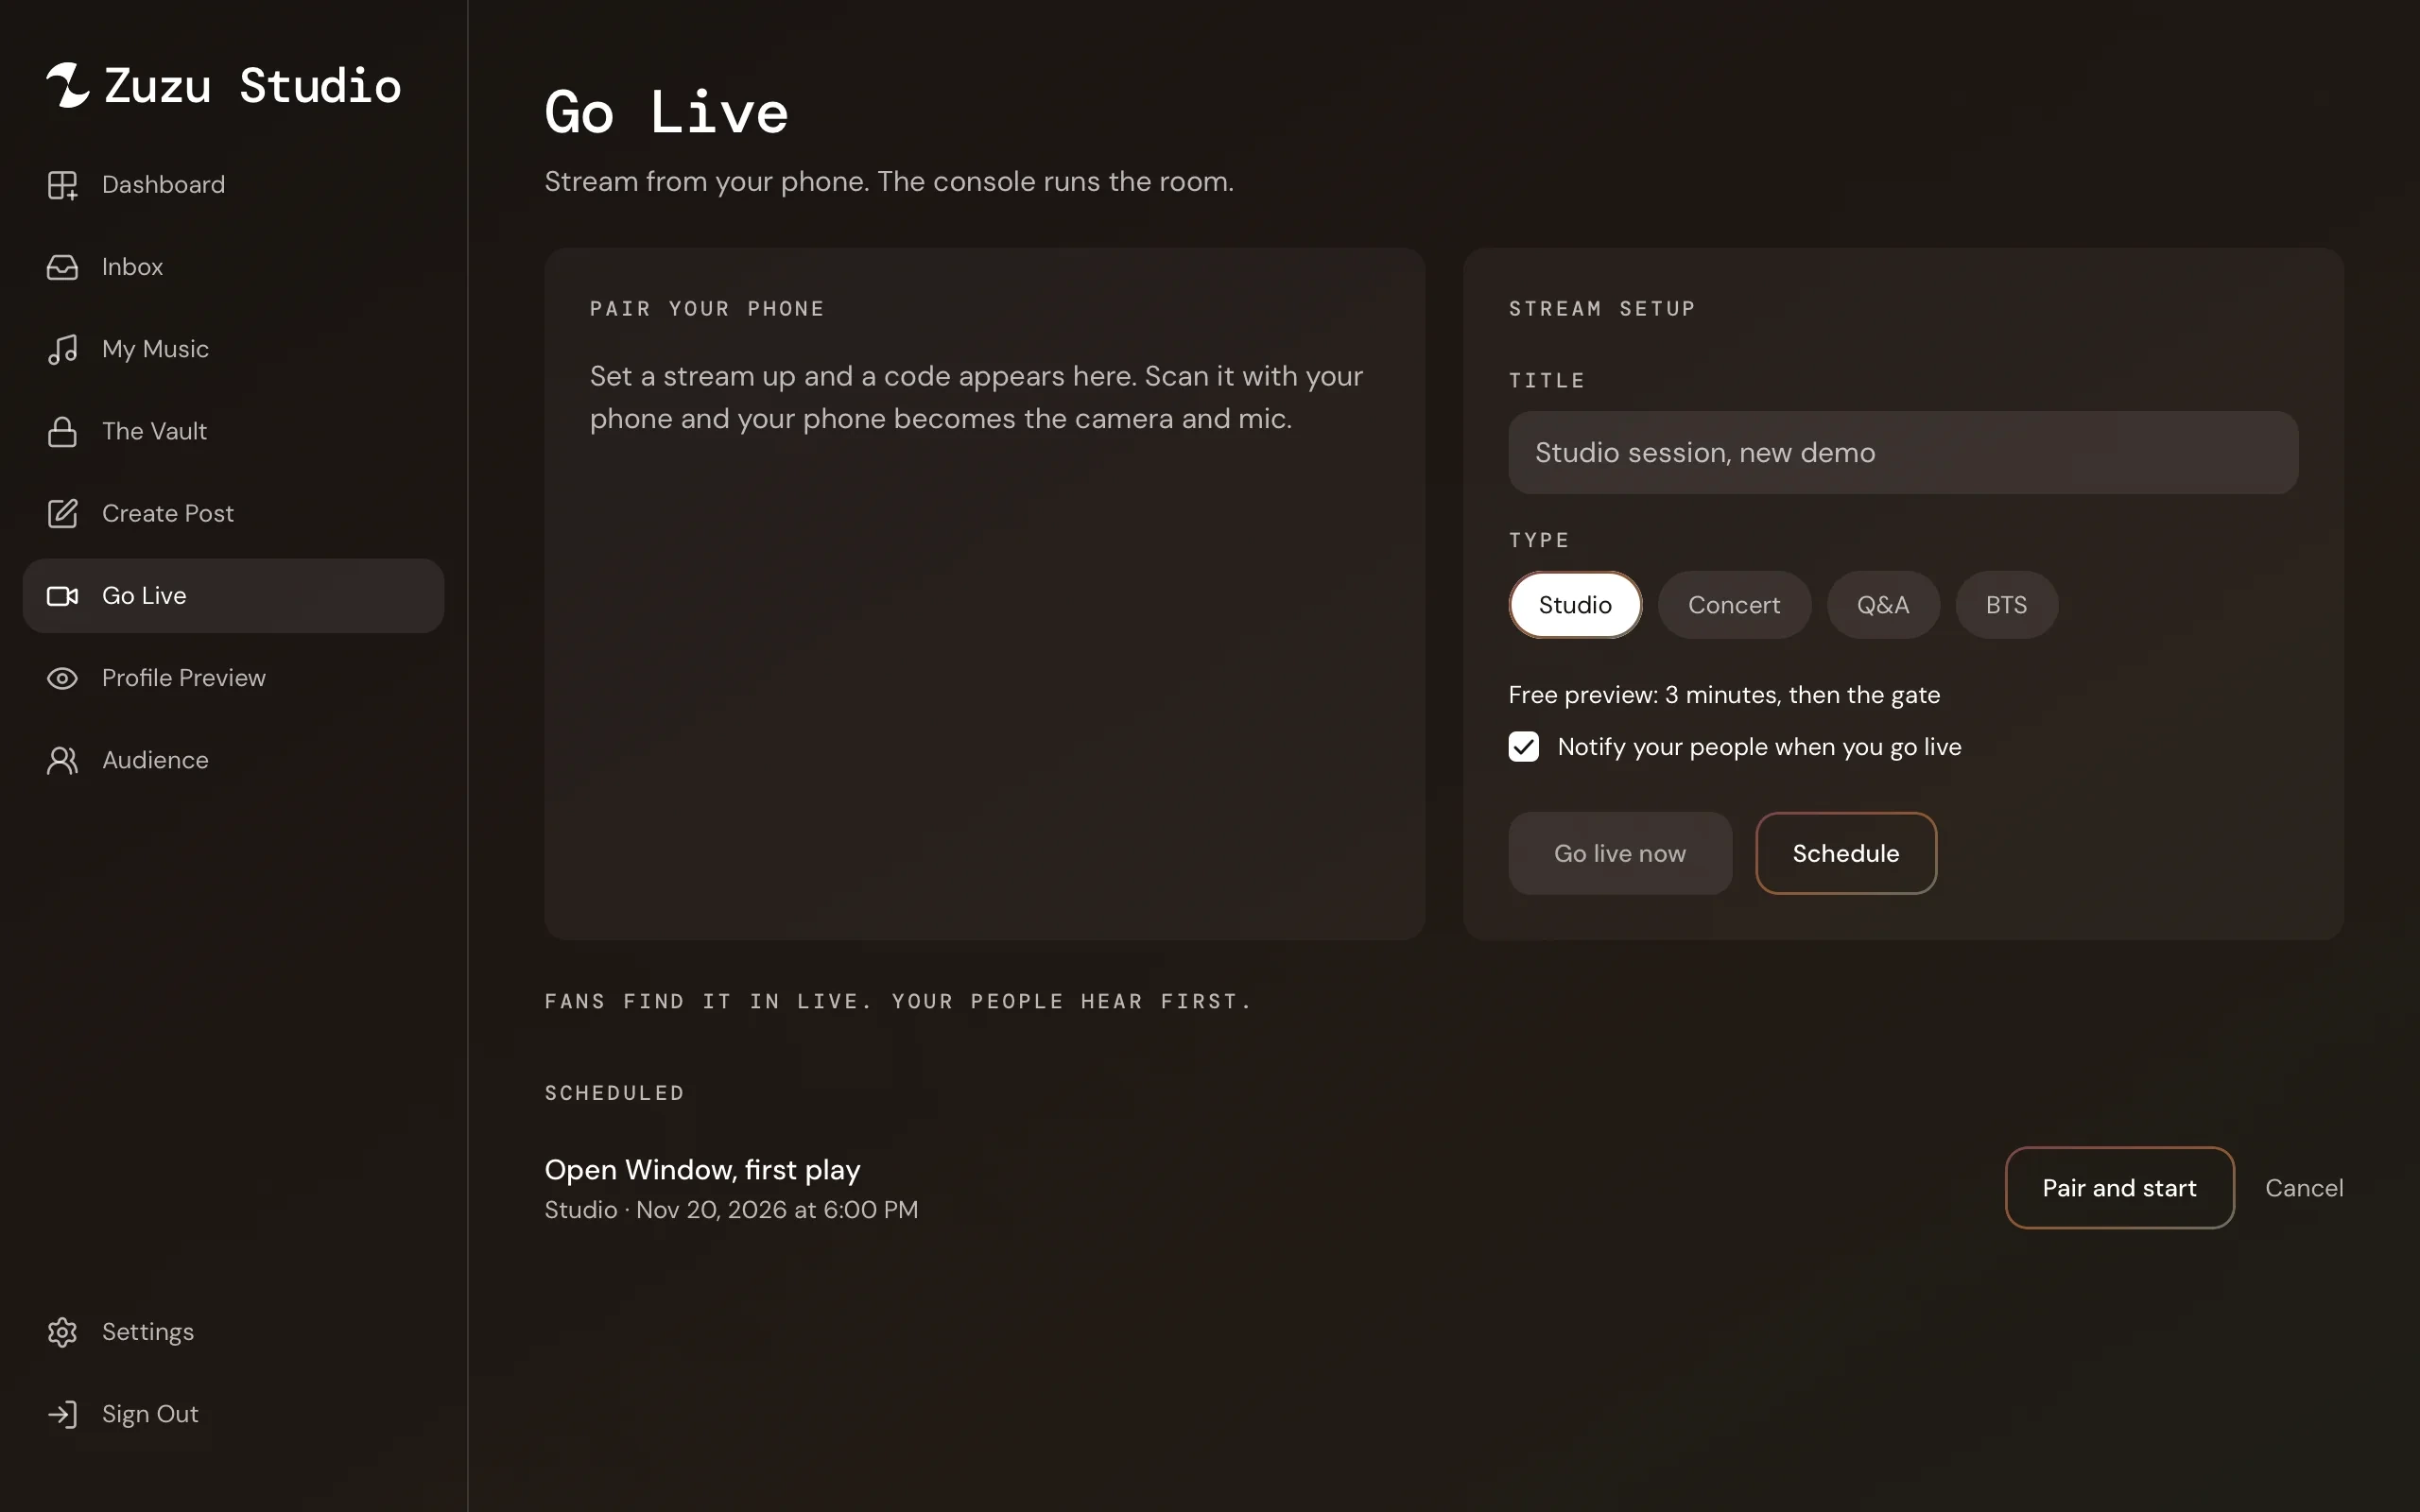 Zuzu Studio
Dashboard
Inbox
My Music
The Vault
Create Post
Go Live
Profile Preview
Audience
Settings
Sign Out
Go Live
Stream from your phone. The console runs the room.
PAIR YOUR PHONE
Set a stream up and a code appears here. Scan it with your
phone and your phone becomes the camera and mic.
STREAM SETUP
TITLE
Studio session, new demo
TYPE
Studio Concert Q&A BTS
Free preview: 3 minutes, then the gate
Notify your people when you go live
Go live now Schedule
FANS FIND IT IN LIVE. YOUR PEOPLE HEAR FIRST.
SCHEDULED
Open Window, first play
Studio · Nov 20, 2026 at 6:00 PM
Pair and start Cancel